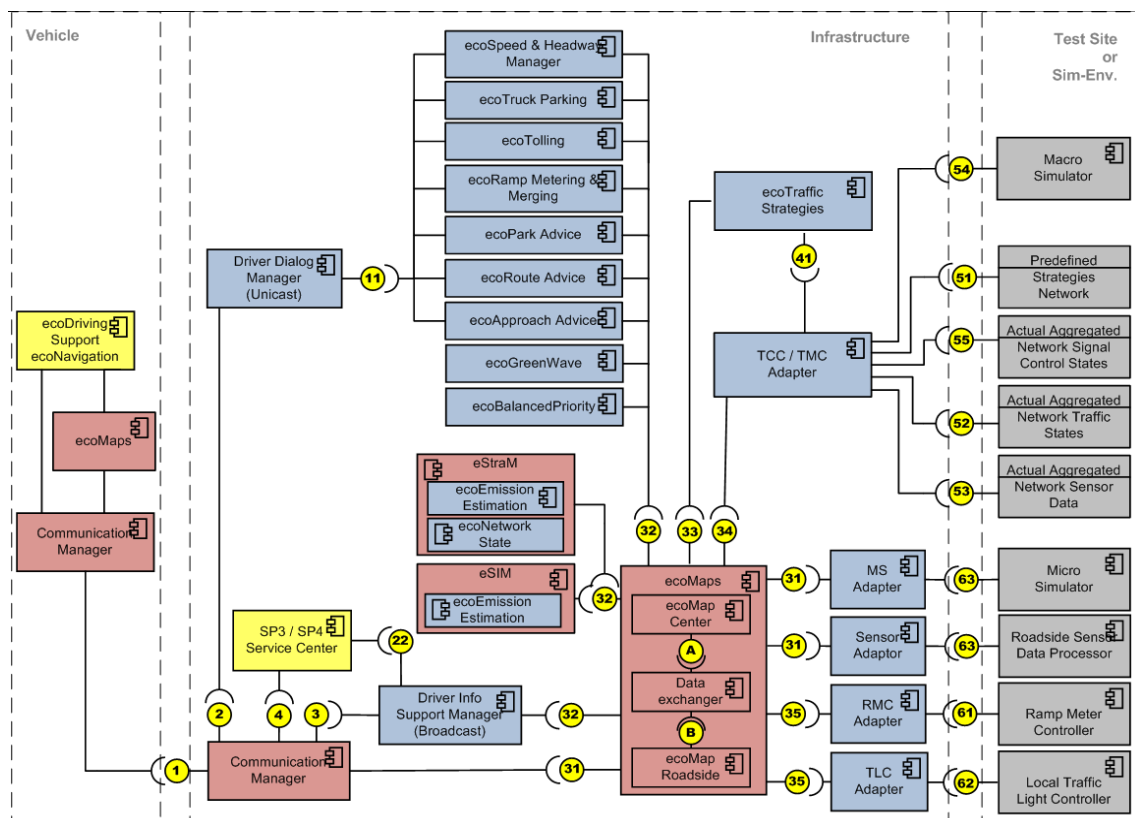 Vehicle
Infrastructure
Test Site
or
Sim-Env.
ecoSpeed & Headway
Manager
ecoTruck Parking
ecoTolling
ecoRamp Metering &
Merging
ecoPark Advice
ecoRoute Advice
ecoApproach Advice
ecoGreenWave
ecoBalancedPriority
Driver Dialog
Manager
(Unicast)
11
ecoTraffic
Strategies
41
TCC / TMC
Adapter
54
Macro
Simulator
51
Predefined
Strategies
Network
55
Actual Aggregated
Network Signal
Control States
52
Actual Aggregated
Network Traffic
States
53
Actual Aggregated
Network Sensor
Data
ecoDriving
Support
ecoNavigation
ecoMaps
Communication
Manager
eStraM
ecoEmission
Estimation
ecoNetwork
State
eSIM
ecoEmission
Estimation
32
32
33
34
ecoMaps
ecoMap
Center
A
Data
exchanger
B
ecoMap
Roadside
31
MS
Adapter
63
Micro
Simulator
31
Sensor
Adaptor
63
Roadside Sensor
Data Processor
35
RMC
Adapter
61
Ramp Meter
Controller
35
TLC
Adapter
62
Local Traffic
Light Controller
SP3 / SP4
Service Center
22
2
4
3
Driver Info
Support Manager
(Broadcast)
32
1
Communication
Manager
31